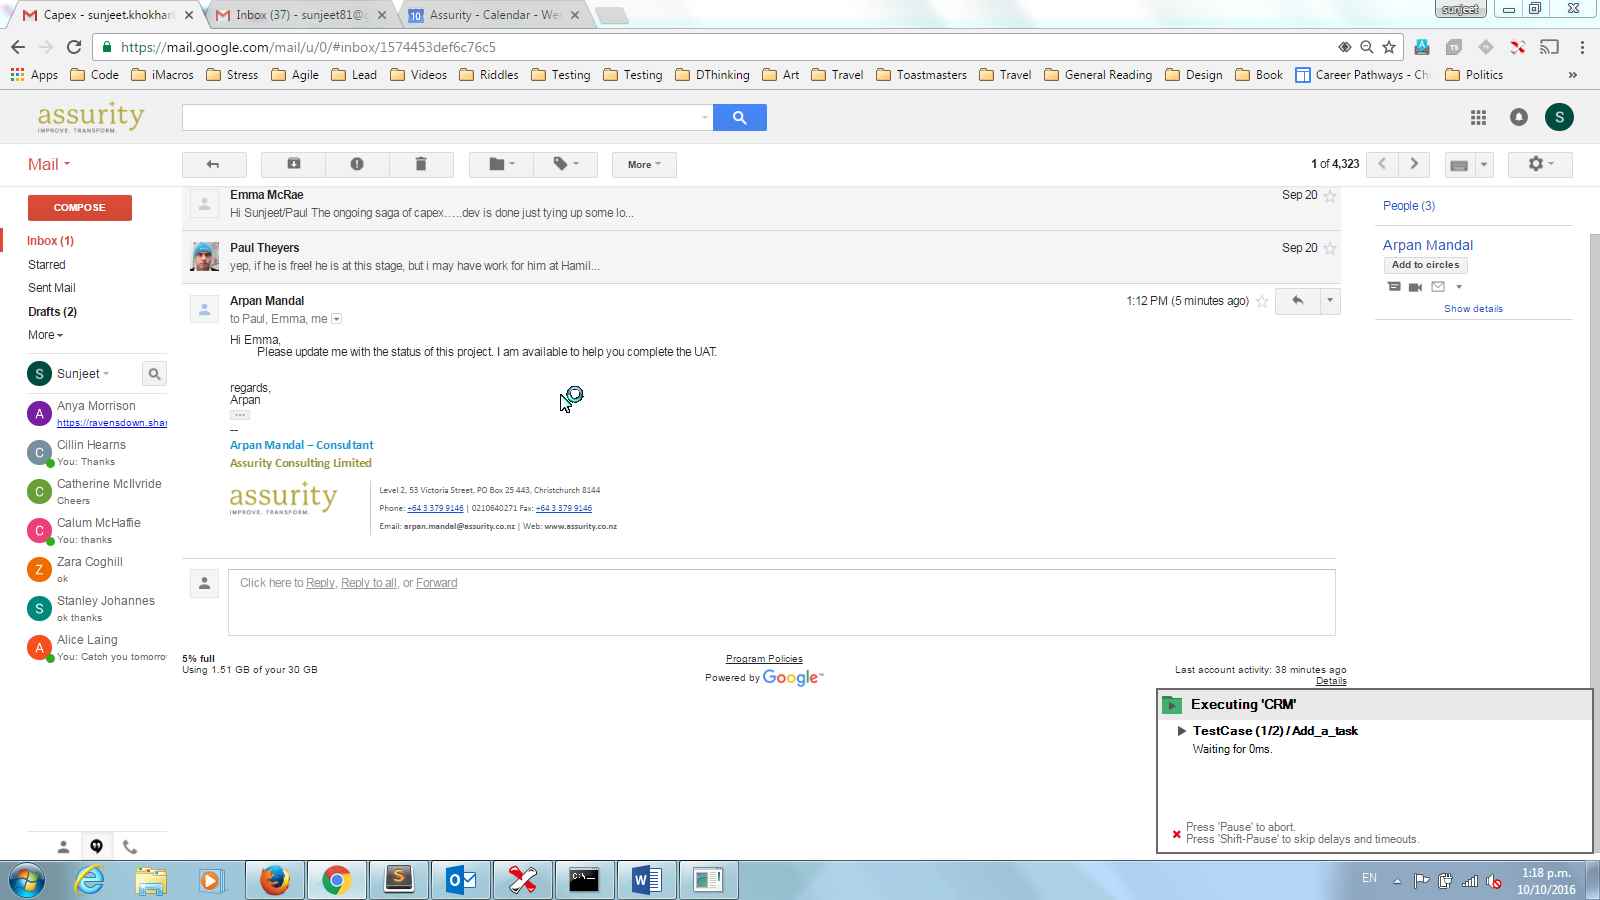 Capex - sunjeet.khokhar
Inbox (37) - sunjeet81@
Assurity - Calendar - We
sunjeet
https://mail.google.com/mail/u/0/#inbox/1574453def6c76c5
Apps Code iMacros Stress Agile Lead Videos Riddles Testing Testing DThinking Art Travel Toastmasters Travel General Reading Design Book Career Pathways - Ch Politics »
assurity
IMPROVE. TRANSFORM.
S
Mail
More
1 of 4,323
COMPOSE
Inbox (1)
Starred
Sent Mail
Drafts (2)
More
S Sunjeet
A Anya Morrison
https://ravensdown.shar
C Cillin Hearns
You: Thanks
C Catherine McIlvride
Cheers
C Calum McHaffie
You: thanks
Z Zara Coghill
ok
S Stanley Johannes
ok thanks
A Alice Laing
You: Catch you tomorro
Emma McRae
Sep 20
Hi Sunjeet/Paul The ongoing saga of capex…..dev is done just tying up some lo...
Paul Theyers
Sep 20
yep, if he is free! he is at this stage, but i may have work for him at Hamil...
Arpan Mandal
1:12 PM (5 minutes ago)
to Paul, Emma, me
Hi Emma,
Please update me with the status of this project. I am available to help you complete the UAT.
regards,
Arpan
...
--
Arpan Mandal – Consultant
Assurity Consulting Limited
assurity
IMPROVE. TRANSFORM.
Level 2, 53 Victoria Street, PO Box 25 443, Christchurch 8144
Phone: +64 3 379 9146 | 0210640271 Fax: +64 3 379 9146
Email: arpan.mandal@assurity.co.nz | Web: www.assurity.co.nz
Click here to Reply, Reply to all, or Forward
People (3)
Arpan Mandal
Add to circles
Show details
5% full
Using 1.51 GB of your 30 GB
Program Policies
Powered by Google™
Last account activity: 38 minutes ago
Details
Executing 'CRM'
TestCase (1/2) / Add_a_task
Waiting for 0ms.
Press 'Pause' to abort.
Press 'Shift-Pause' to skip delays and timeouts.
EN
1:18 p.m.
10/10/2016